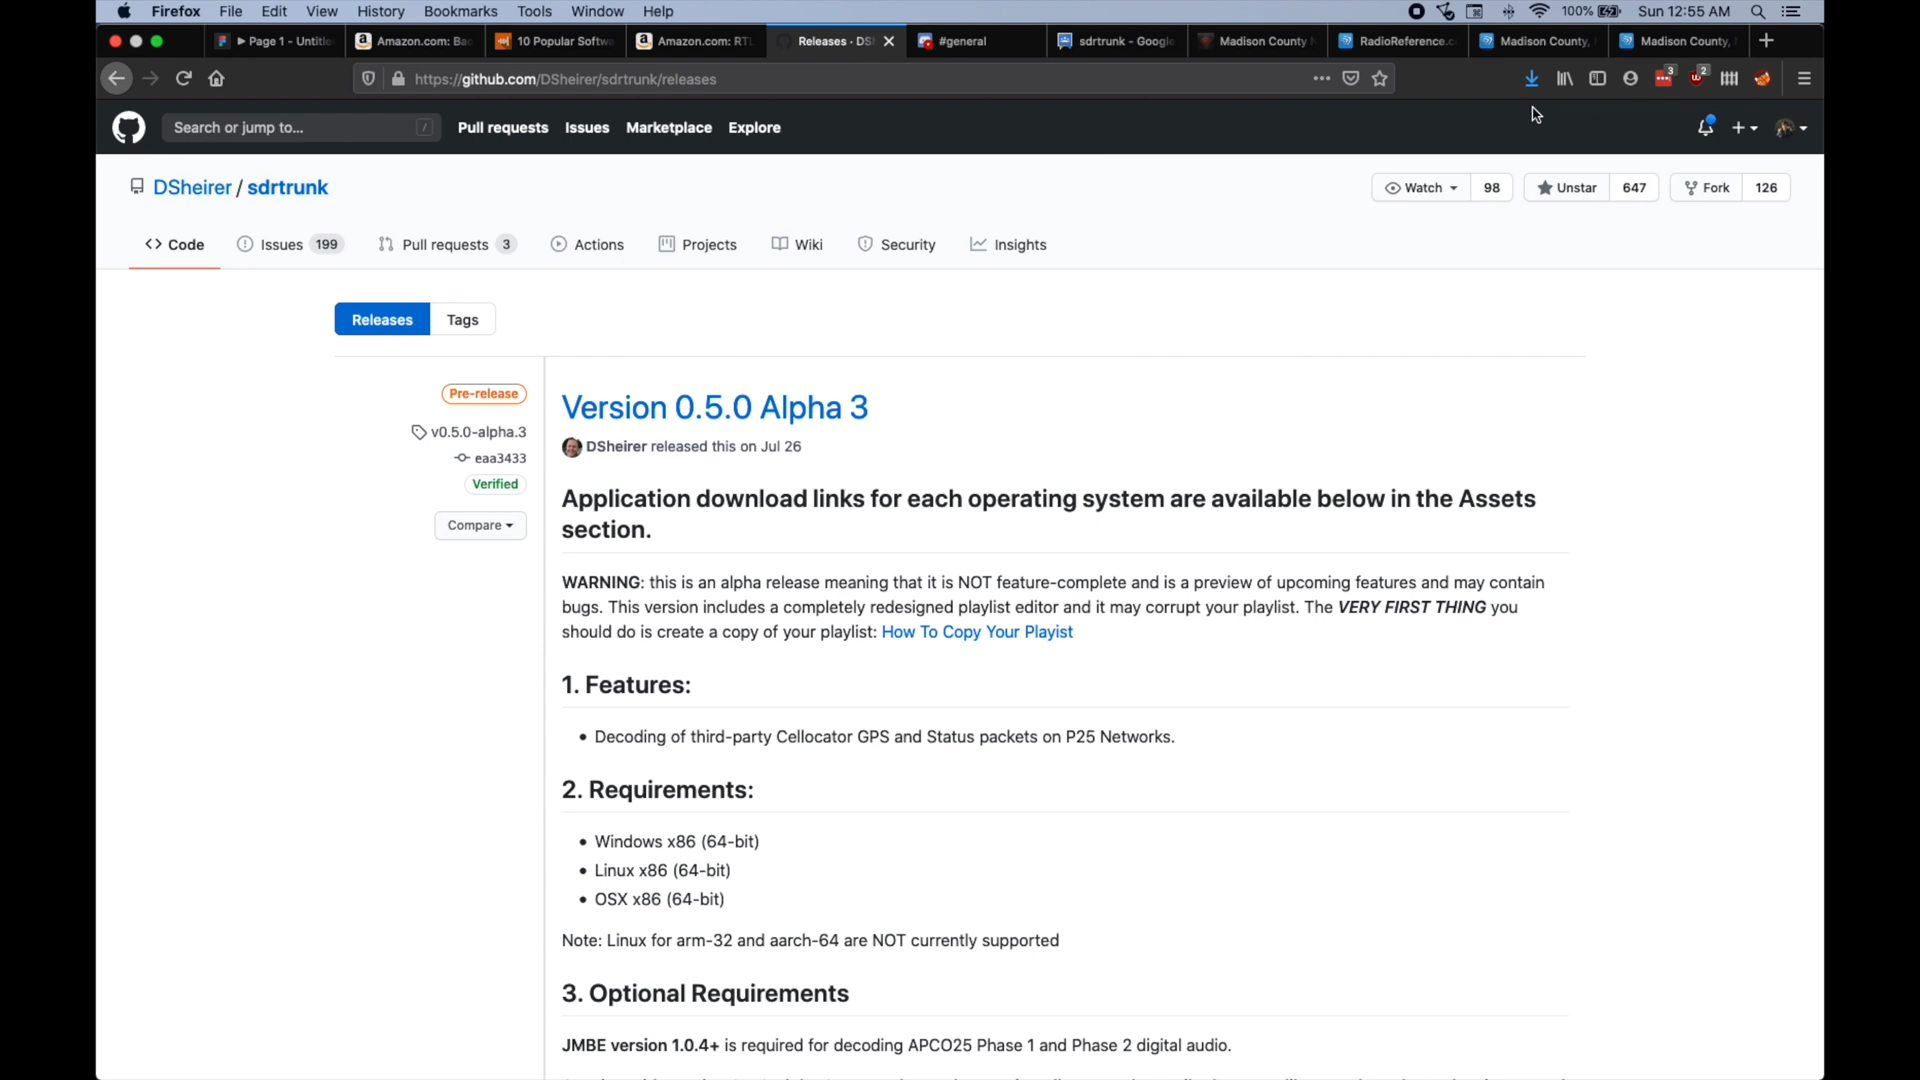 Firefox File Edit View History Bookmarks Tools Window Help 100% Sun 12:55 AM
Page 1 - Untitle Amazon.com: Bac 10 Popular Softwa Amazon.com: RTL Releases · DSh #general sdrtrunk - Google Madison County RadioReference.c Madison County, Madison County,
https://github.com/DSheirer/sdrtrunk/releases 3 2
Search or jump to... / Pull requests Issues Marketplace Explore
DSheirer / sdrtrunk Watch 98 Unstar 647 Fork 126
Code Issues 199 Pull requests 3 Actions Projects Wiki Security Insights
Releases Tags
Pre-release
v0.5.0-alpha.3
eaa3433
Verified
Compare
Version 0.5.0 Alpha 3
DSheirer released this on Jul 26
Application download links for each operating system are available below in the Assets
section.
WARNING: this is an alpha release meaning that it is NOT feature-complete and is a preview of upcoming features and may contain
bugs. This version includes a completely redesigned playlist editor and it may corrupt your playlist. The VERY FIRST THING you
should do is create a copy of your playlist: How To Copy Your Playist
1. Features:
• Decoding of third-party Cellocator GPS and Status packets on P25 Networks.
2. Requirements:
• Windows x86 (64-bit)
• Linux x86 (64-bit)
• OSX x86 (64-bit)
Note: Linux for arm-32 and aarch-64 are NOT currently supported
3. Optional Requirements
JMBE version 1.0.4+ is required for decoding APCO25 Phase 1 and Phase 2 digital audio.